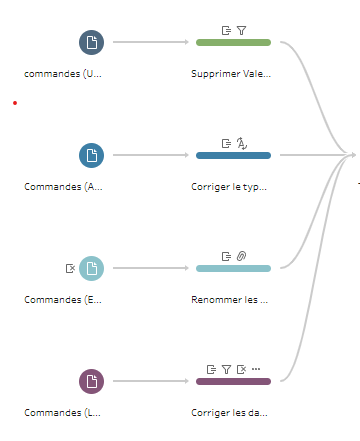 commandes (U...
Supprimer Vale...
Commandes (A...
Corriger le typ...
Commandes (E...
Renommer les ...
Commandes (L...
Corriger les da...